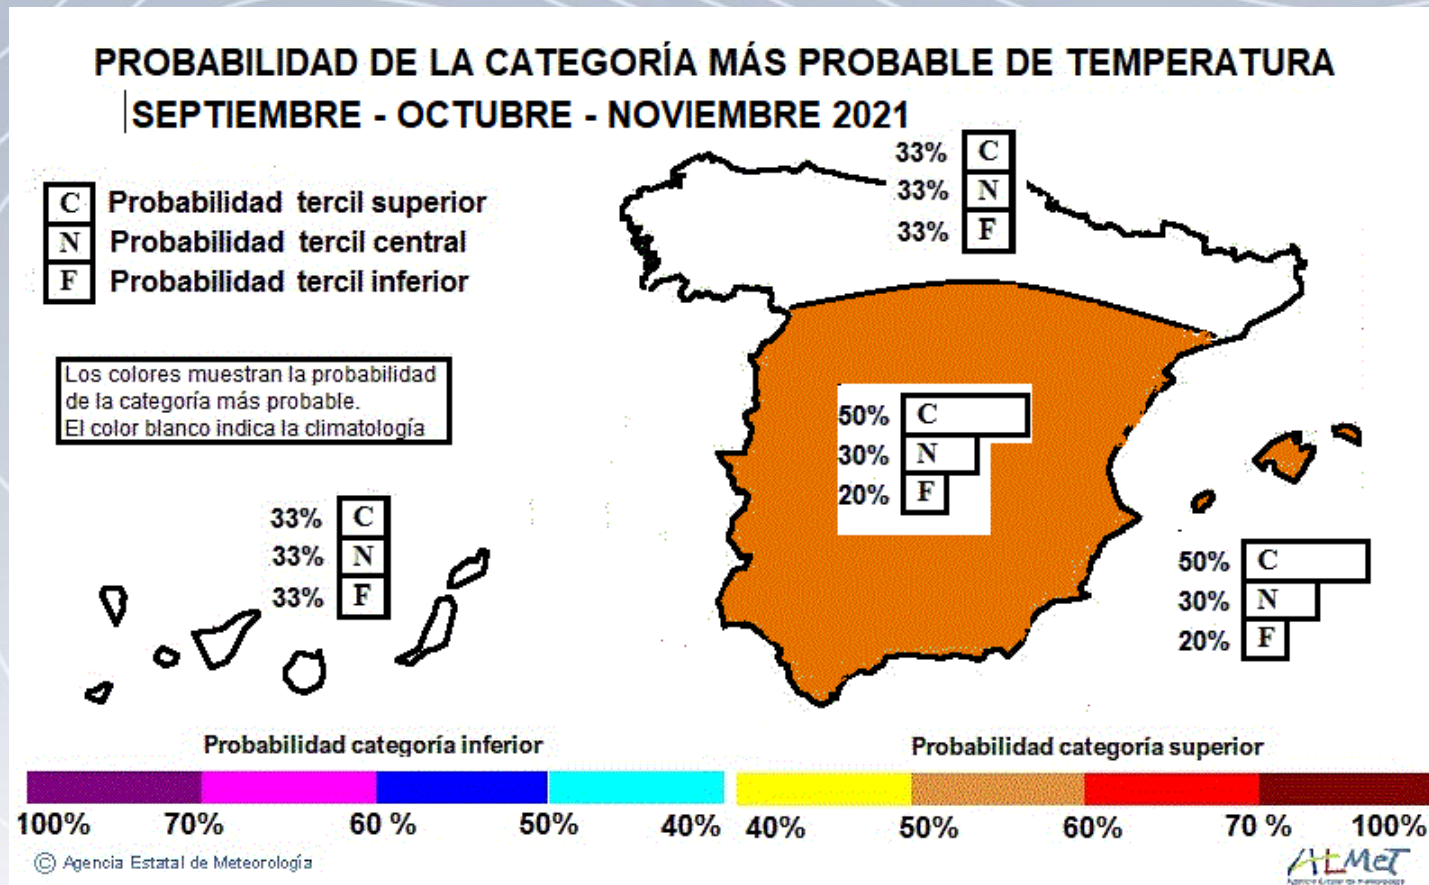 PROBABILIDAD DE LA CATEGORÍA MÁS PROBABLE DE TEMPERATURA
SEPTIEMBRE - OCTUBRE - NOVIEMBRE 2021
33% C
33% N
33% F
C Probabilidad tercil superior
N Probabilidad tercil central
F Probabilidad tercil inferior
Los colores muestran la probabilidad
de la categoría más probable.
El color blanco indica la climatología
50% C
30% N
20% F
33% C
33% N
33% F
50% C
30% N
20% F
Probabilidad categoría inferior
100% 70% 60 % 50% 40%
Probabilidad categoría superior
40% 50% 60% 70 % 100%
© Agencia Estatal de Meteorología
AEMet